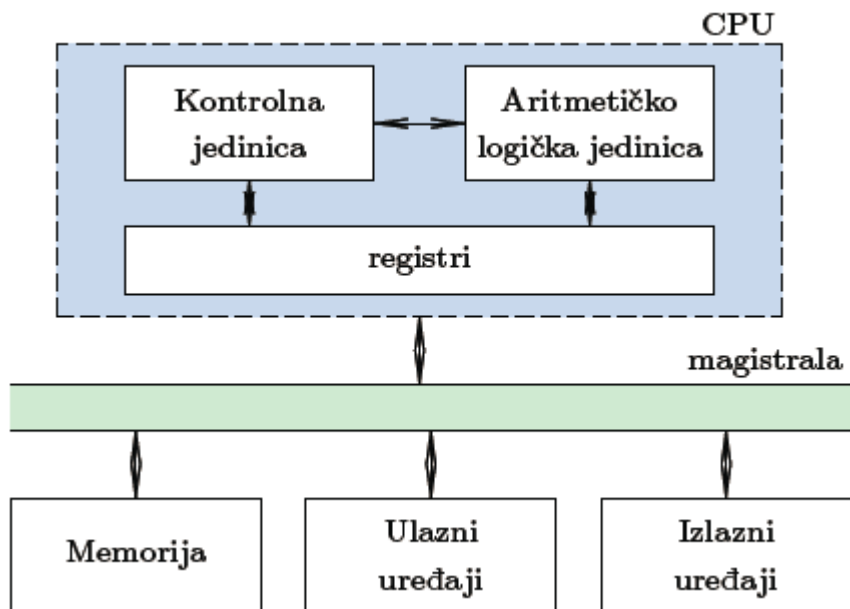 CPU
Kontrolna
jedinica
Aritmetičko
logička jedinica
registri
magistrala
Memorija
Ulazni
uređaji
Izlazni
uređaji